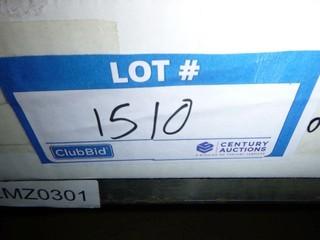 LOT #
1510
ClubBid
CENTURY
AUCTIONS
MZ0301